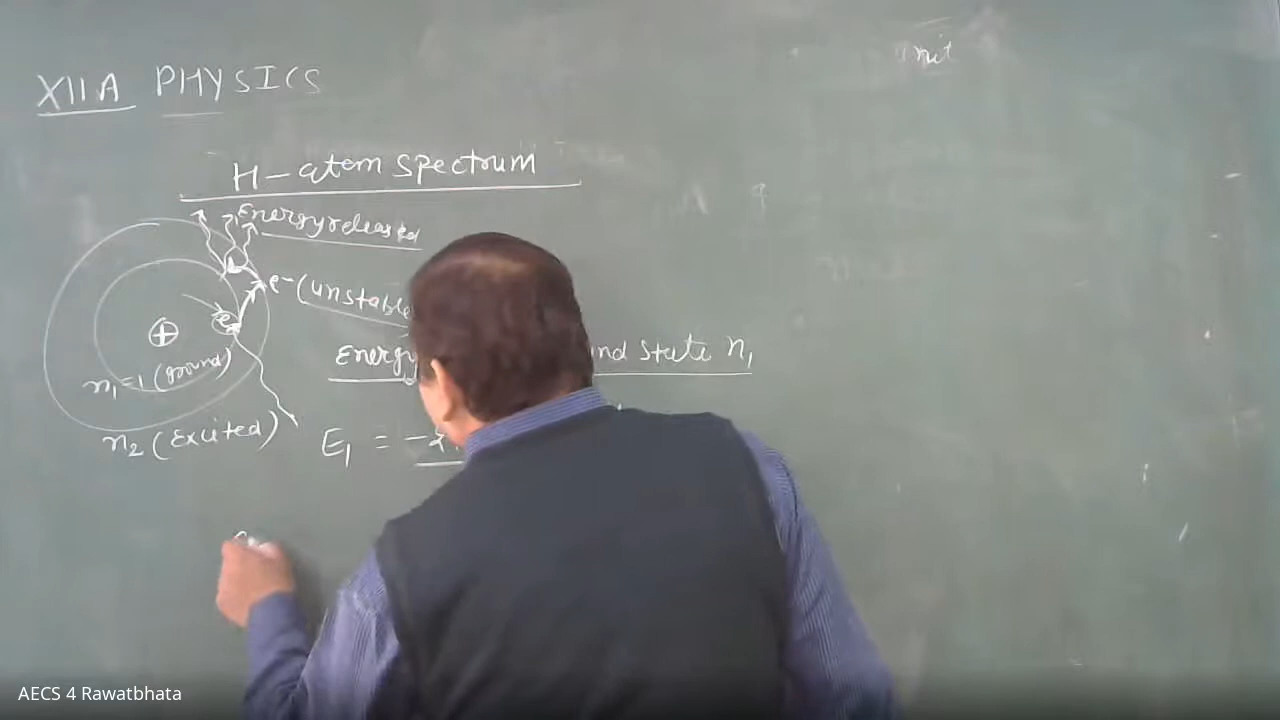 XII A PHYSICS
H-atom spectrum
Energy released
e- (unstable
e
Energy
nd state n1
+
n1=1 (ground)
n2 (Excited)
E1 = -2
AECS 4 Rawatbhata